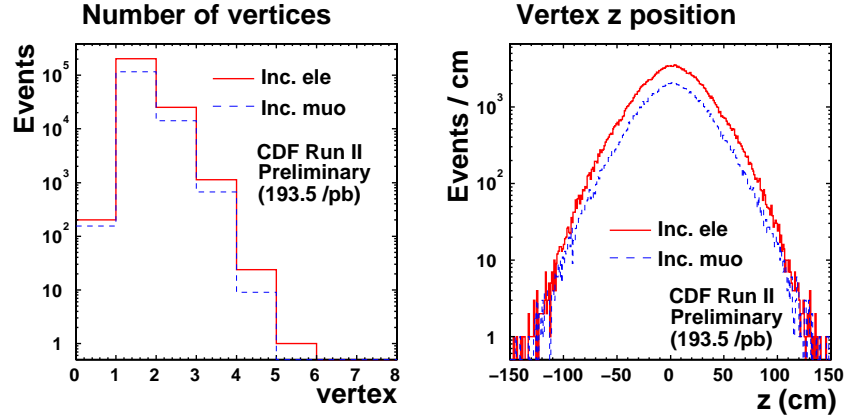 Number of vertices
Events
10^5
10^4
10^3
10^2
10
1
0 1 2 3 4 5 6 7 8
vertex
Inc. ele
Inc. muo
CDF Run II
Preliminary
(193.5 /pb)
Vertex z position
Events / cm
10^3
10^2
10
1
−150 −100 −50 0 50 100 150
z (cm)
Inc. ele
Inc. muo
CDF Run II
Preliminary
(193.5 /pb)